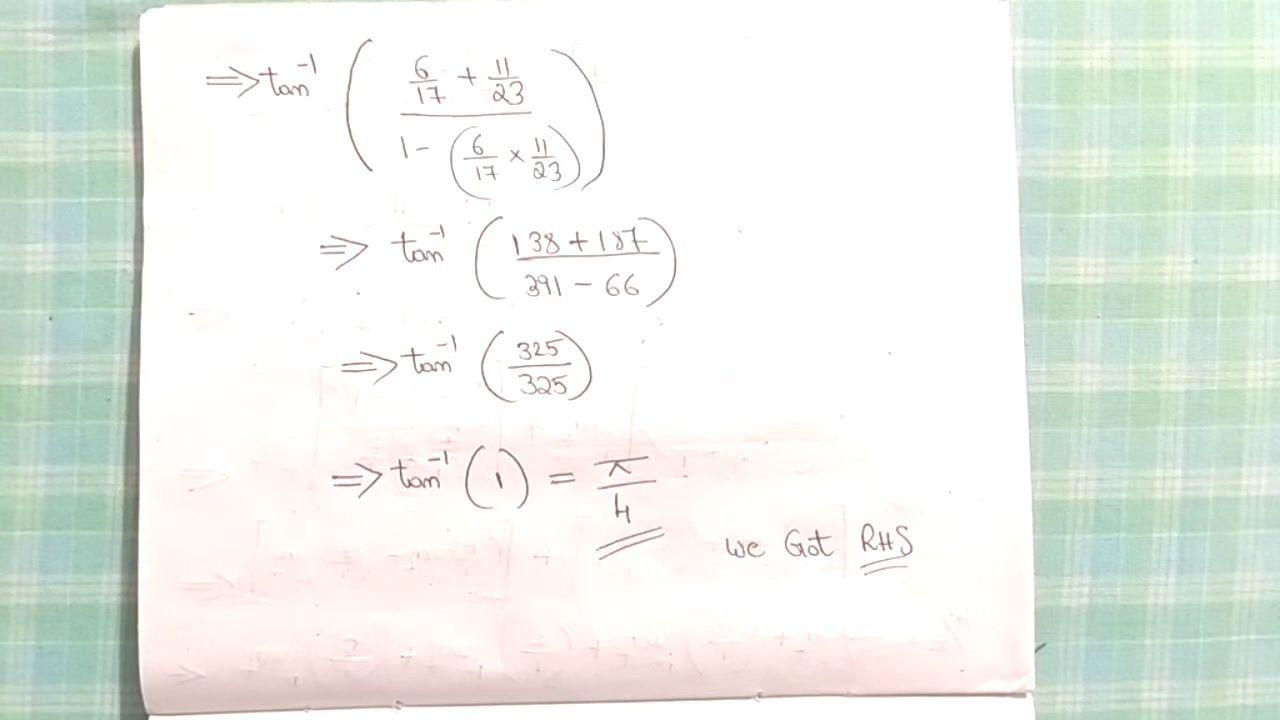 ⇒ tan⁻¹ ( (6/17 + 11/23) / (1 - (6/17 × 11/23)) )
⇒ tan⁻¹ ( (138 + 187) / (391 - 66) )
⇒ tan⁻¹ (325/325)
⇒ tan⁻¹ (1) = π/4
we Got RHS